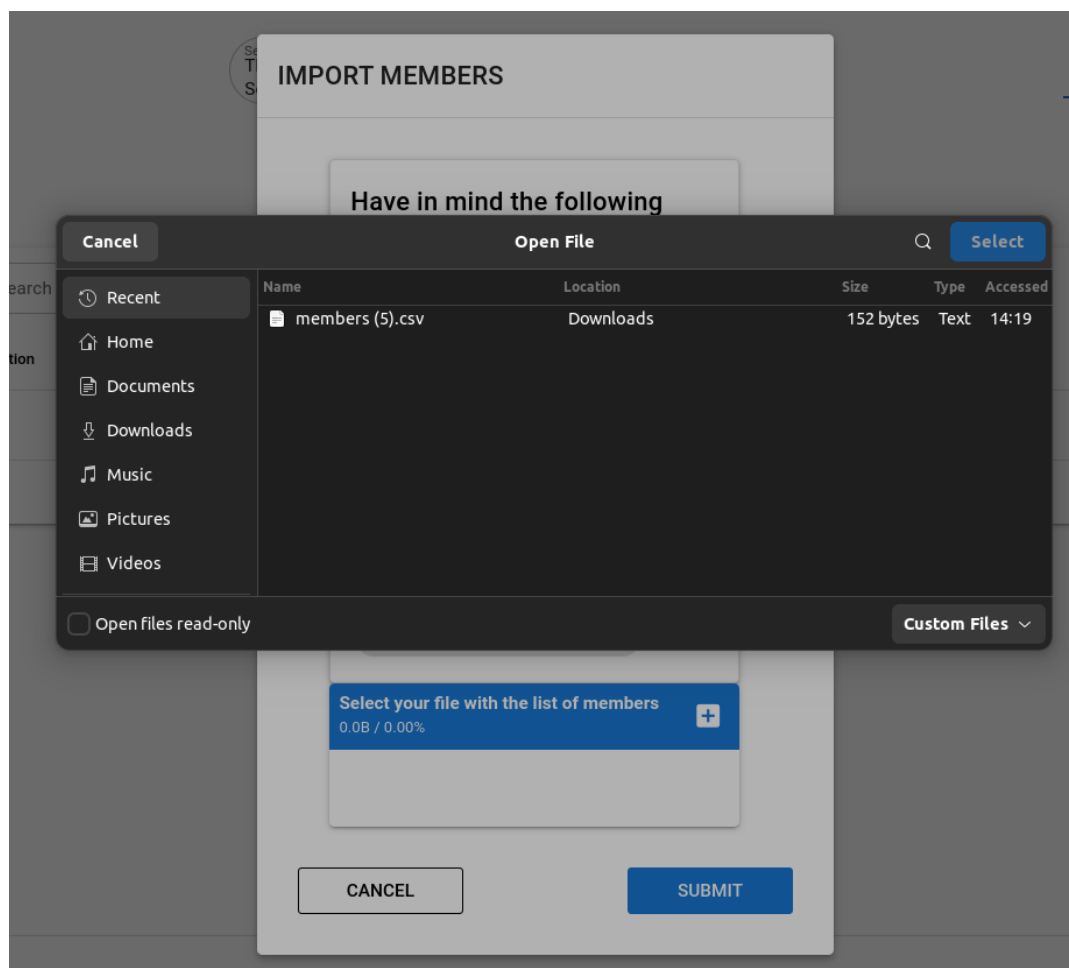 Se
T
S
IMPORT MEMBERS
Have in mind the following
Cancel
Open File
Select
earch
tion
Recent
Home
Documents
Downloads
Music
Pictures
Videos
Name Location Size Type Accessed
members (5).csv Downloads 152 bytes Text 14:19
Open files read-only
Custom Files
Select your file with the list of members
0.0B / 0.00%
CANCEL
SUBMIT